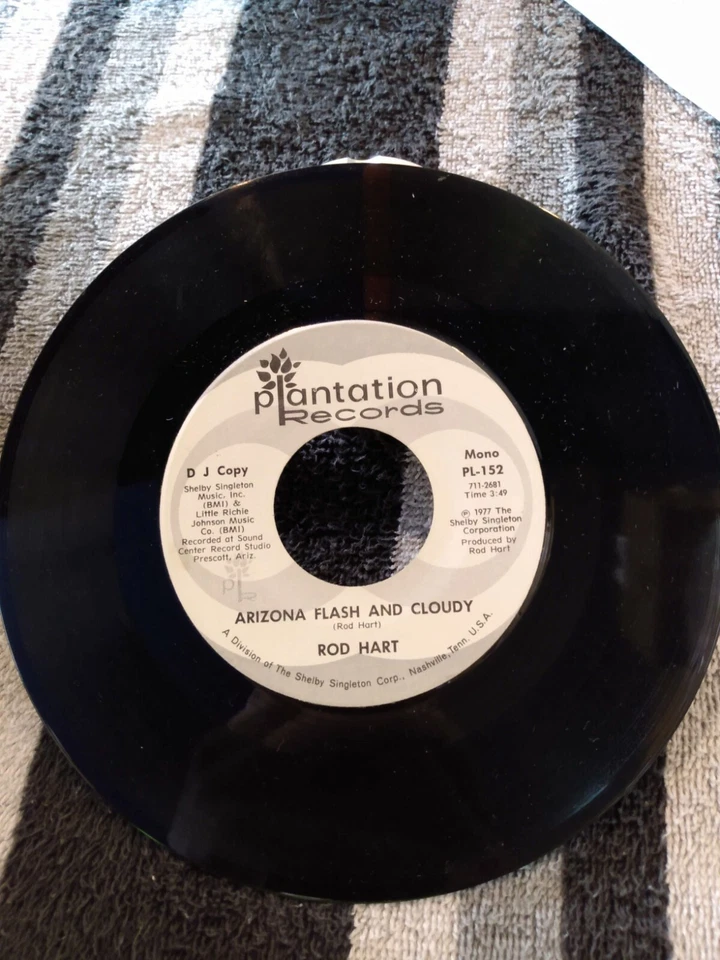 plantation
Records
D J Copy
Shelby Singleton
Music. Inc.
(BMI) &
Little Richie
Johnson Music
Co. (BMI)
Recorded at Sound
Center Record Studio
Prescott, Ariz.
Mono
PL-152
711-2681
Time 3:49
℗ 1977 The
Shelby Singleton
Corporation
Produced by
Rod Hart
ARIZONA FLASH AND CLOUDY
(Rod Hart)
ROD HART
A Division of The Shelby Singleton Corp., Nashville, Tenn. U.S.A.